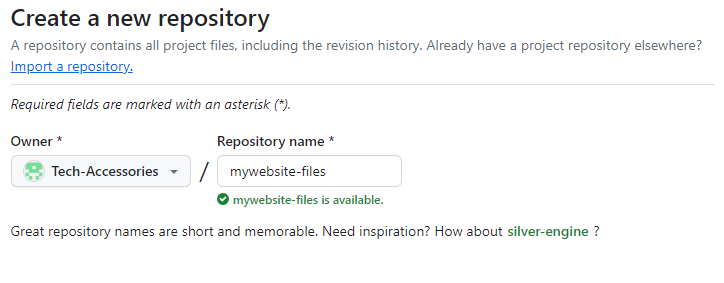 Create a new repository
A repository contains all project files, including the revision history. Already have a project repository elsewhere?
Import a repository.
Required fields are marked with an asterisk (*).
Owner *
Repository name *
Tech-Accessories
/
mywebsite-files
mywebsite-files is available.
Great repository names are short and memorable. Need inspiration? How about silver-engine ?